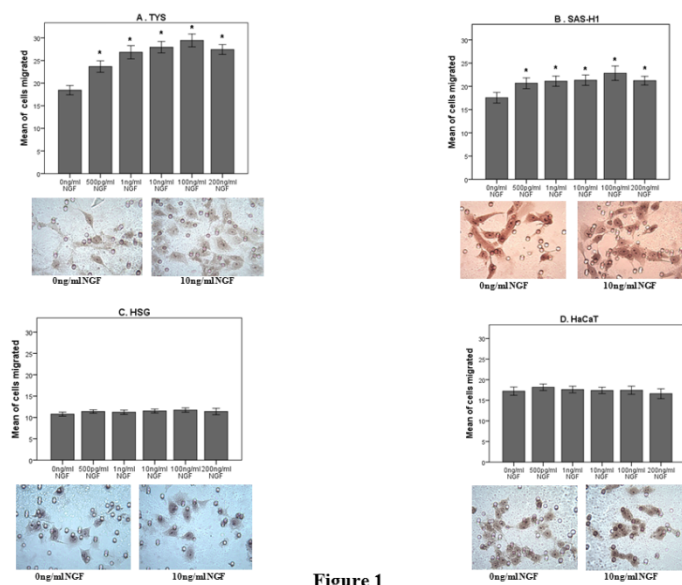 A . TYS
Mean of cells migrated
30
25
20
15
10
5
0
* * * * *
0ng/ml NGF
500pg/ml NGF
1ng/ml NGF
10ng/ml NGF
100ng/ml NGF
200ng/ml NGF
0ng/mlNGF
10ng/mlNGF
B . SAS-H1
Mean of cells migrated
30
25
20
15
10
5
0
* * * * *
0ng/ml NGF
500pg/ml NGF
1ng/ml NGF
10ng/ml NGF
100ng/ml NGF
200ng/ml NGF
0ng/mlNGF
10ng/mlNGF
C. HSG
Mean of cells migrated
30
25
20
15
10
5
0
0ng/ml NGF
500pg/ml NGF
1ng/ml NGF
10ng/ml NGF
100ng/ml NGF
200ng/ml NGF
0ng/mlNGF
10ng/mlNGF
D. HaCaT
Mean of cells migrated
30
25
20
15
10
5
0
0ng/ml NGF
500pg/ml NGF
1ng/ml NGF
10ng/ml NGF
100ng/ml NGF
200ng/ml NGF
0ng/mlNGF
10ng/mlNGF
Figure 1